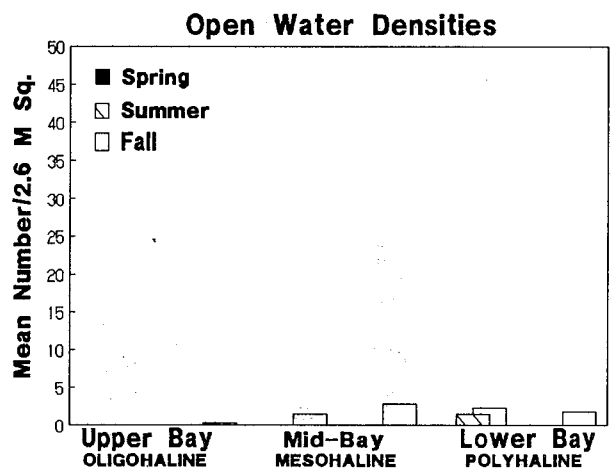 Open Water Densities
Mean Number/2.6 M Sq.
50
45
40
35
30
25
20
15
10
5
0
Spring
Summer
Fall
Upper Bay Mid-Bay Lower Bay
OLIGOHALINE MESOHALINE POLYHALINE